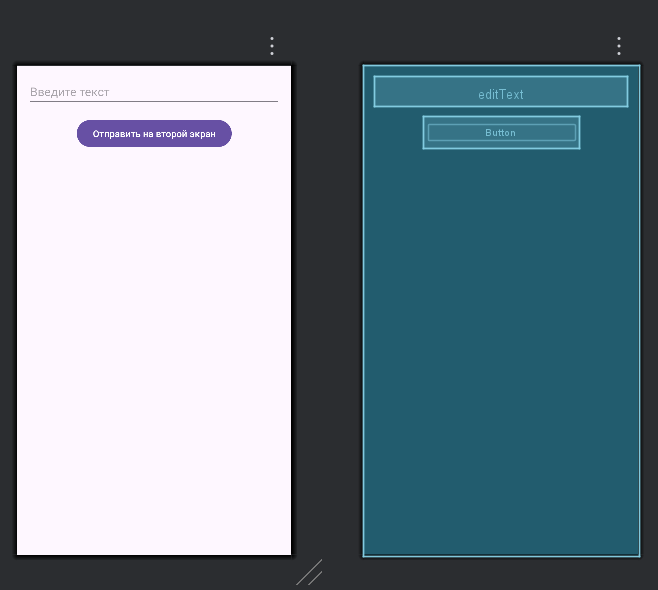 Введите текст
Отправить на второй экран
editText
Button